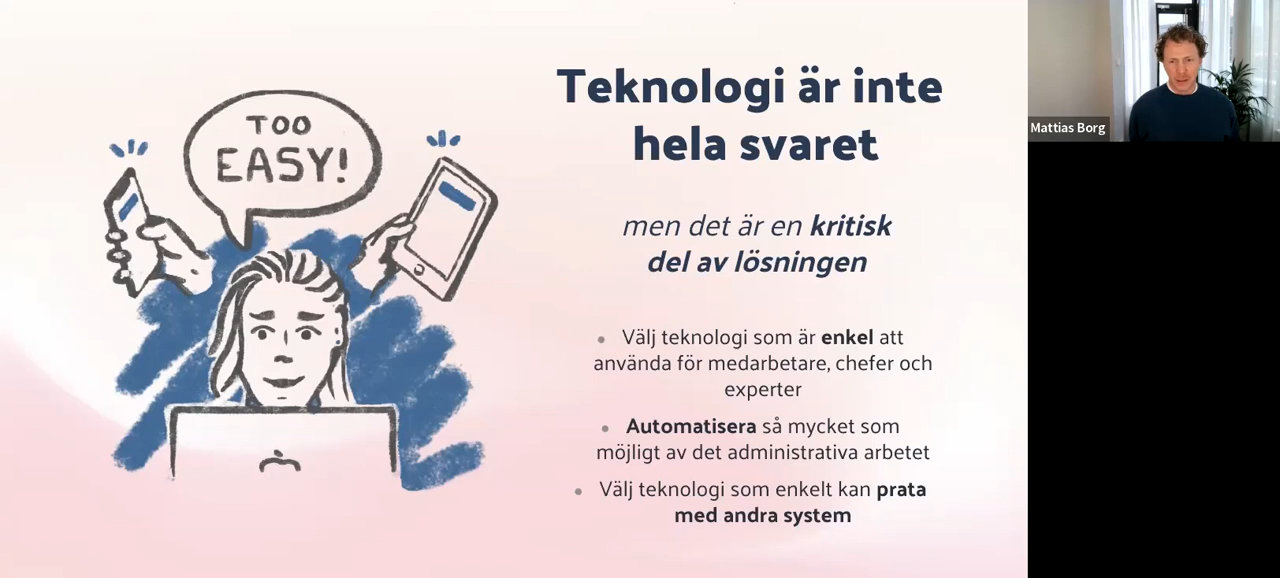 TOO
EASY!
Teknologi är inte
hela svaret
men det är en kritisk
del av lösningen
• Välj teknologi som är enkel att
använda för medarbetare, chefer och
experter
• Automatisera så mycket som
möjligt av det administrativa arbetet
• Välj teknologi som enkelt kan prata
med andra system
Mattias Borg